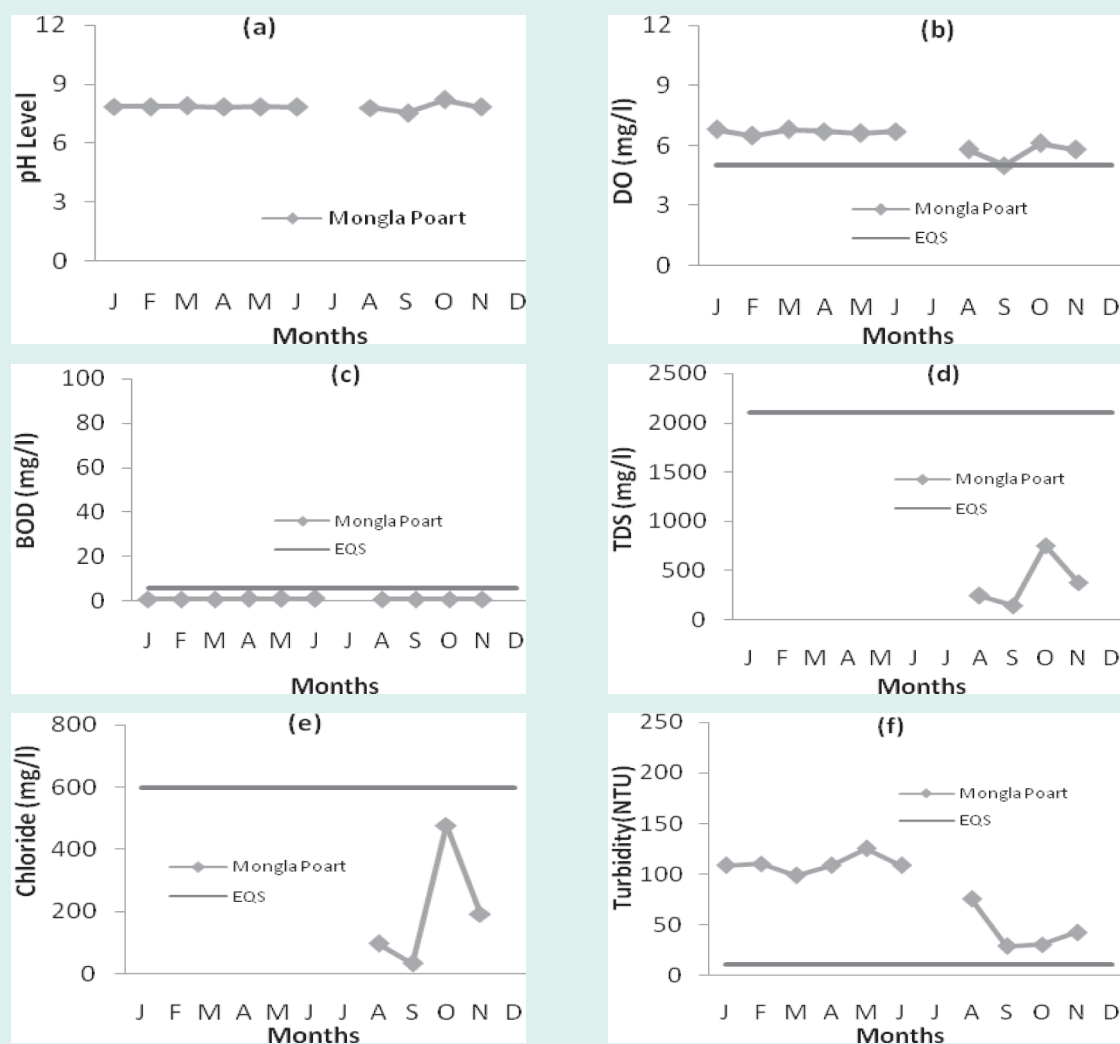 (a)
12
9
6
3
0
pH Level
Mongla Poart
J F M A M J J A S O N D
Months
(b)
12
9
6
3
0
DO (mg/l)
Mongla Poart
EQS
J F M A M J J A S O N D
Months
(c)
100
80
60
40
20
0
BOD (mg/l)
Mongla Poart
EQS
J F M A M J J A S O N D
Months
(d)
2500
2000
1500
1000
500
0
TDS (mg/l)
Mongla Poart
EQS
J F M A M J J A S O N D
Months
(e)
800
600
400
200
0
Chloride (mg/l)
Mongla Poart
EQS
J F M A M J J A S O N D
Months
(f)
250
200
150
100
50
0
Turbidity(NTU)
Mongla Poart
EQS
J F M A M J J A S O N D
Months